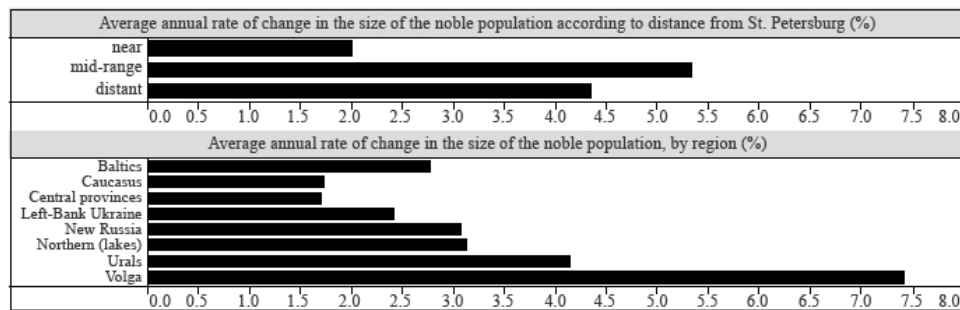 Average annual rate of change in the size of the noble population according to distance from St. Petersburg (%)
near
mid-range
distant
0.0 0.5 1.0 1.5 2.0 2.5 3.0 3.5 4.0 4.5 5.0 5.5 6.0 6.5 7.0 7.5 8.0
Average annual rate of change in the size of the noble population, by region (%)
Baltics
Caucasus
Central provinces
Left-Bank Ukraine
New Russia
Northern (lakes)
Urals
Volga
0.0 0.5 1.0 1.5 2.0 2.5 3.0 3.5 4.0 4.5 5.0 5.5 6.0 6.5 7.0 7.5 8.0